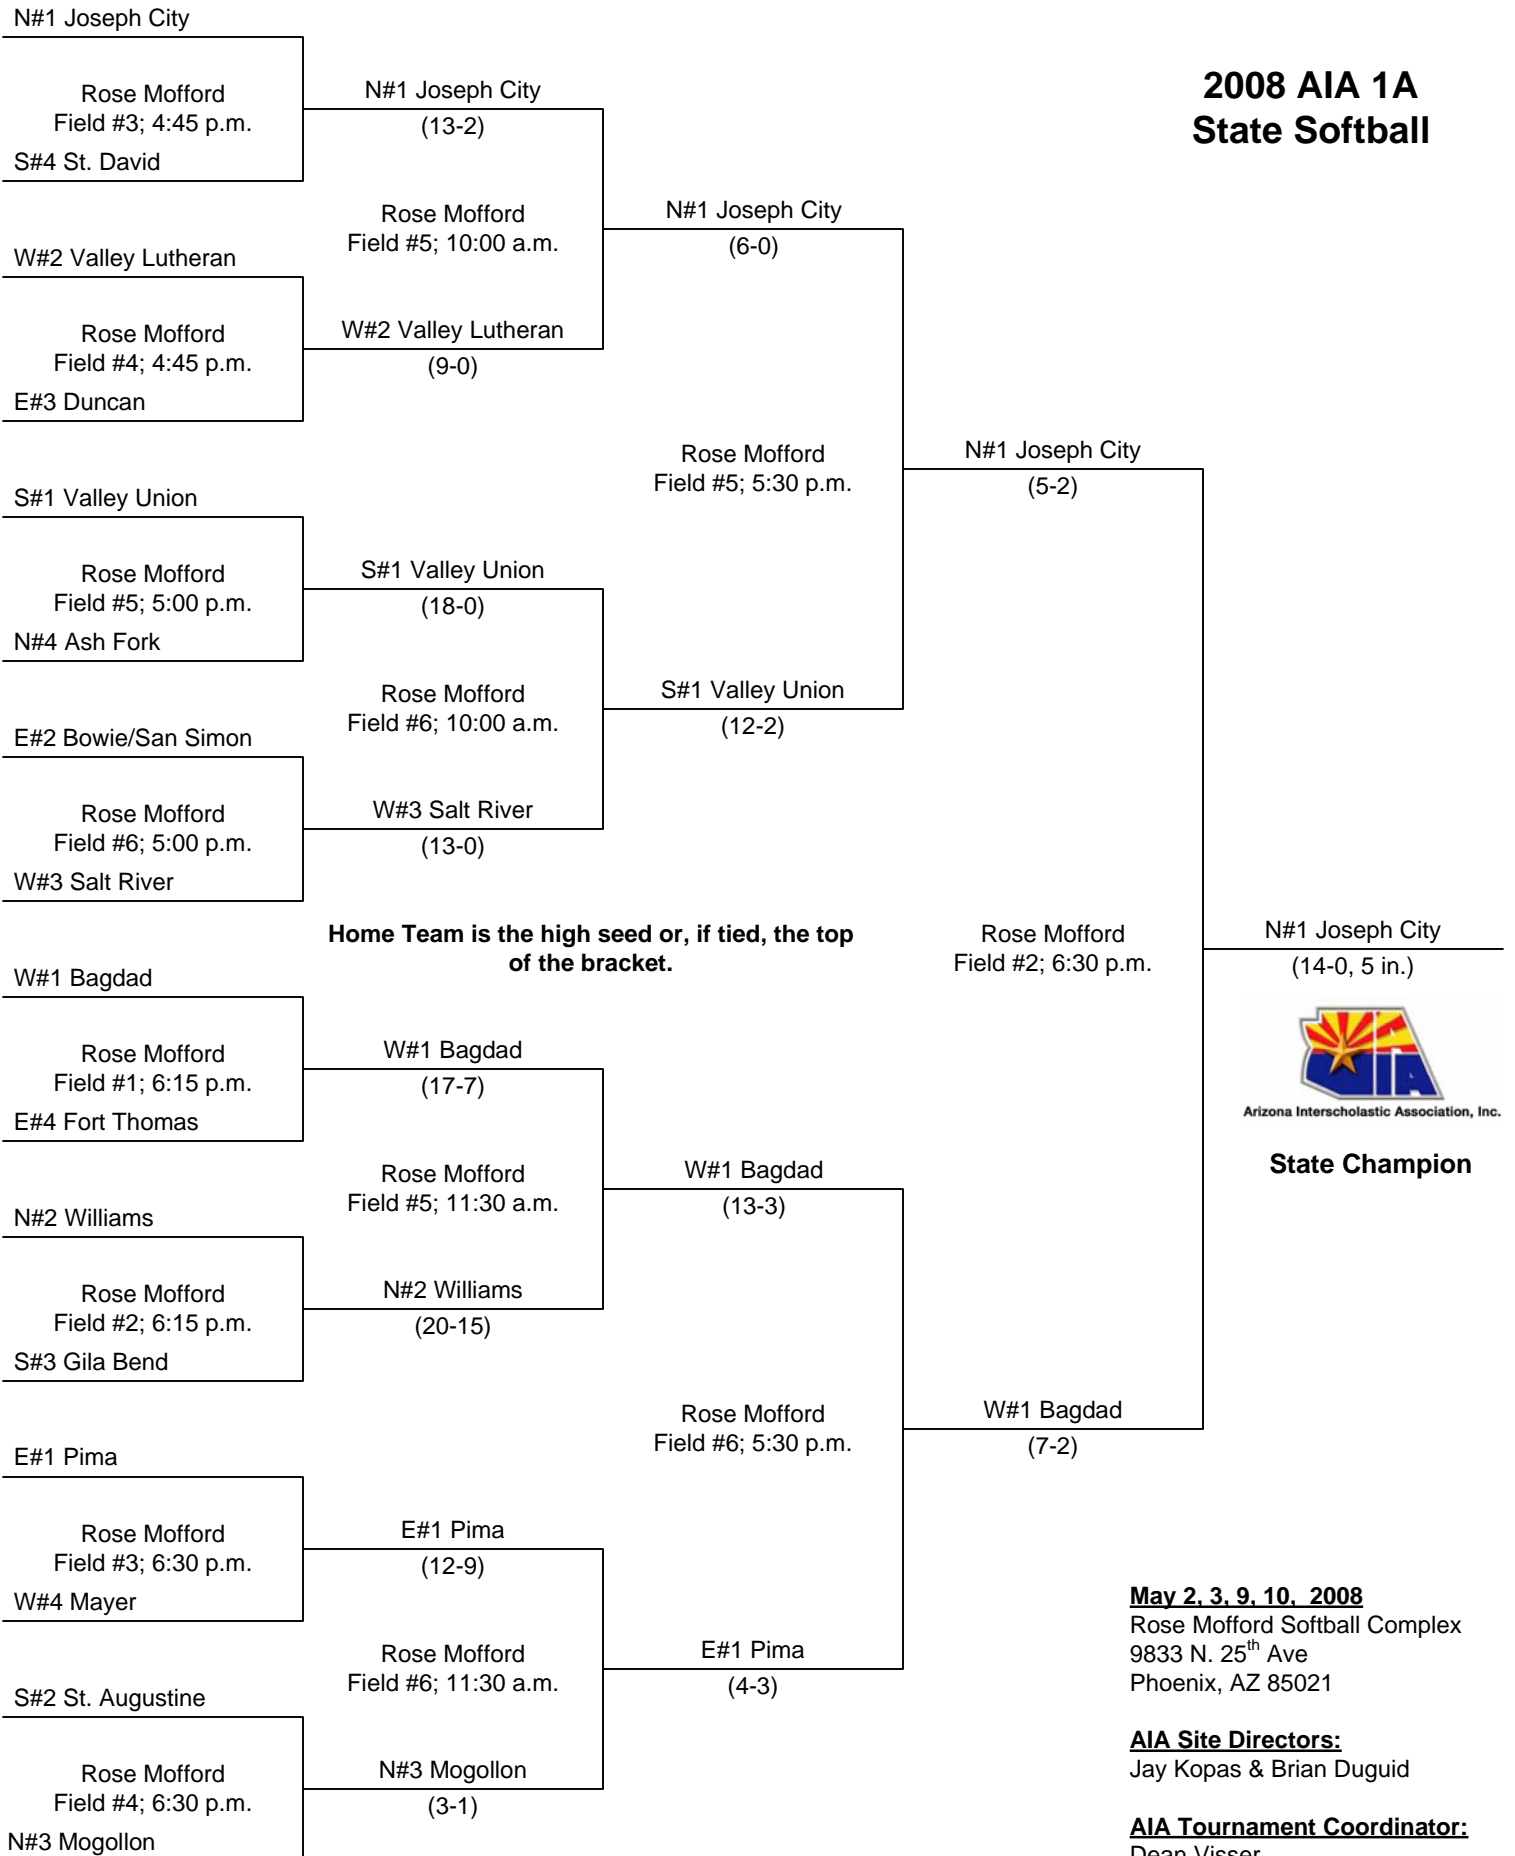 N#1 Joseph City
Rose Mofford
Field #3; 4:45 p.m.
S#4 St. David
W#2 Valley Lutheran
Rose Mofford
Field #4; 4:45 p.m.
E#3 Duncan
S#1 Valley Union
Rose Mofford
Field #5; 5:00 p.m.
N#4 Ash Fork
E#2 Bowie/San Simon
Rose Mofford
Field #6; 5:00 p.m.
W#3 Salt River
W#1 Bagdad
Rose Mofford
Field #1; 6:15 p.m.
E#4 Fort Thomas
N#2 Williams
Rose Mofford
Field #2; 6:15 p.m.
S#3 Gila Bend
E#1 Pima
Rose Mofford
Field #3; 6:30 p.m.
W#4 Mayer
S#2 St. Augustine
Rose Mofford
Field #4; 6:30 p.m.
N#3 Mogollon
N#1 Joseph City
(13-2)
Rose Mofford
Field #5; 10:00 a.m.
W#2 Valley Lutheran
(9-0)
S#1 Valley Union
(18-0)
Rose Mofford
Field #6; 10:00 a.m.
W#3 Salt River
(13-0)
Home Team is the high seed or, if tied, the top
of the bracket.
W#1 Bagdad
(17-7)
Rose Mofford
Field #5; 11:30 a.m.
N#2 Williams
(20-15)
E#1 Pima
(12-9)
Rose Mofford
Field #6; 11:30 a.m.
N#3 Mogollon
(3-1)
N#1 Joseph City
(6-0)
Rose Mofford
Field #5; 5:30 p.m.
S#1 Valley Union
(12-2)
W#1 Bagdad
(13-3)
Rose Mofford
Field #6; 5:30 p.m.
E#1 Pima
(4-3)
N#1 Joseph City
(5-2)
Rose Mofford
Field #2; 6:30 p.m.
W#1 Bagdad
(7-2)
2008 AIA 1A
State Softball
N#1 Joseph City
(14-0, 5 in.)
AIA
Arizona Interscholastic Association, Inc.
State Champion
May 2, 3, 9, 10, 2008
Rose Mofford Softball Complex
9833 N. 25th Ave
Phoenix, AZ 85021
AIA Site Directors:
Jay Kopas & Brian Duguid
AIA Tournament Coordinator:
Dean Visser